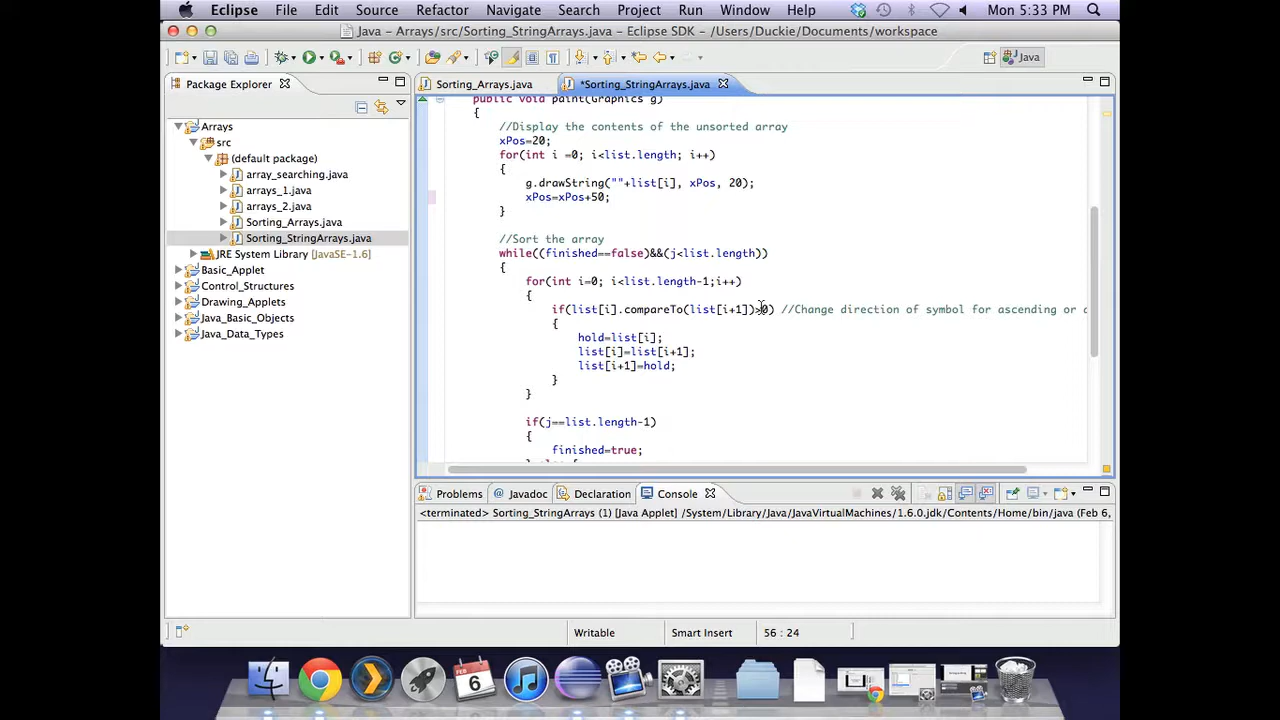 Eclipse File Edit Source Refactor Navigate Search Project Run Window Help Mon 5:33 PM
Java - Arrays/src/Sorting_StringArrays.java - Eclipse SDK - /Users/Duckie/Documents/workspace
Java
Package Explorer
Sorting_Arrays.java
*Sorting_StringArrays.java
Arrays
src
(default package)
array_searching.java
arrays_1.java
arrays_2.java
Sorting_Arrays.java
Sorting_StringArrays.java
JRE System Library [JavaSE-1.6]
Basic_Applet
Control_Structures
Drawing_Applets
Java_Basic_Objects
Java_Data_Types
public void paint(Graphics g)
{
//Display the contents of the unsorted array
xPos=20;
for(int i =0; i<list.length; i++)
{
g.drawString(""+list[i], xPos, 20);
xPos=xPos+50;
}
//Sort the array
while((finished==false)&&(j<list.length))
{
for(int i=0; i<list.length-1;i++)
{
if(list[i].compareTo(list[i+1])>0) //Change direction of symbol for ascending or
{
hold=list[i];
list[i]=list[i+1];
list[i+1]=hold;
}
}
if(j==list.length-1)
{
finished=true;
Problems Javadoc Declaration Console
<terminated> Sorting_StringArrays (1) [Java Applet] /System/Library/Java/JavaVirtualMachines/1.6.0.jdk/Contents/Home/bin/java (Feb 6,
Writable Smart Insert 56 : 24
FEB
6